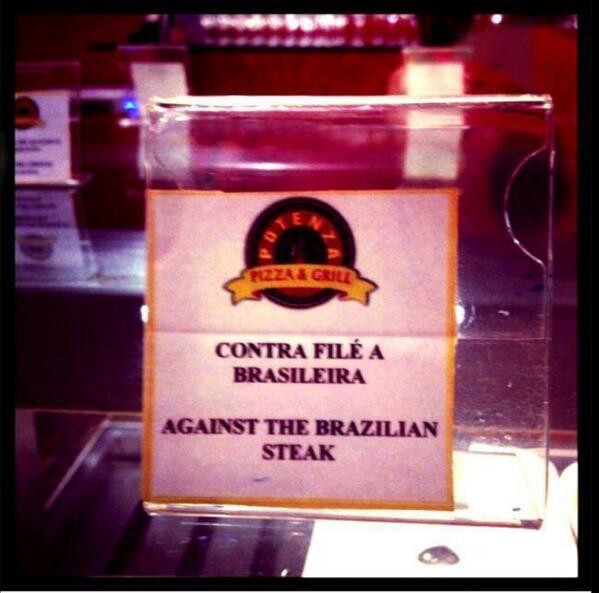 POTENZA
PIZZA & GRILL
CONTRA FILÉ A
BRASILEIRA
AGAINST THE BRAZILIAN
STEAK